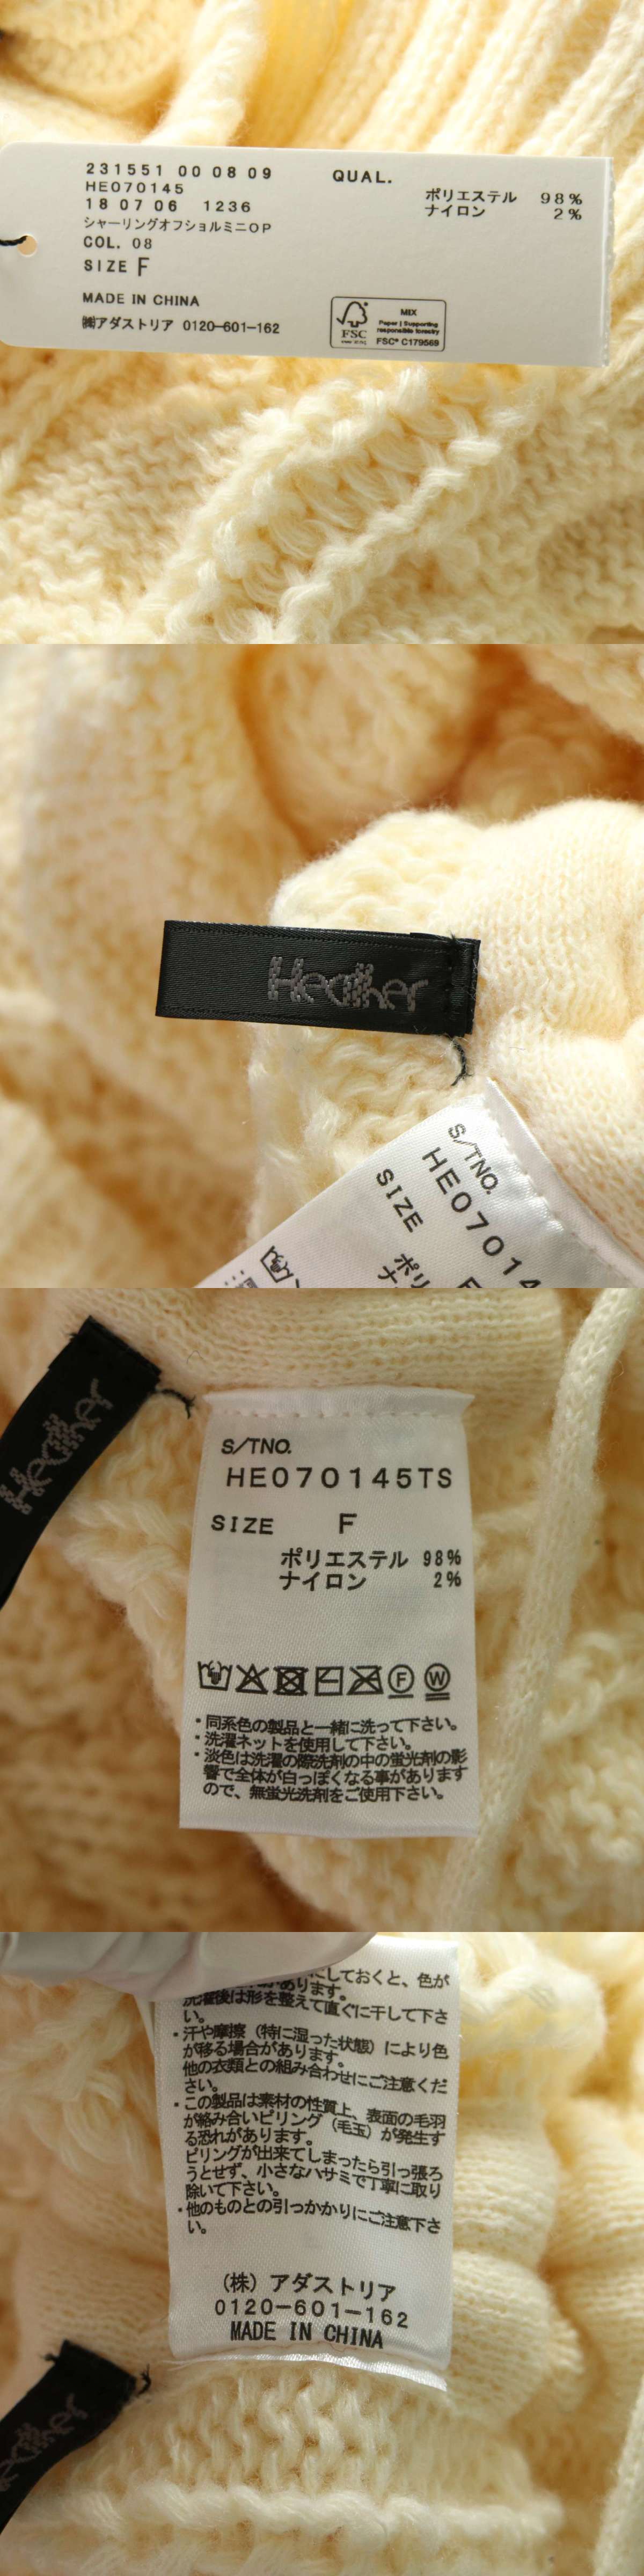 231551 00 08 09
HE070145
18 07 06 1236
シャーリングオフショルミニOP
COL. 08
SIZE F
MADE IN CHINA
㈱アダストリア 0120-601-162
QUAL.
ポリエステル 98%
ナイロン 2%
FSC
MIX
Paper | Supporting
responsible forestry
FSC® C179569
Heather
S/TNO.
HE07014
SIZE
ポリ
Heather
S/TNO.
HE070145TS
SIZE F
ポリエステル 98%
ナイロン 2%
F W
・同系色の製品と一緒に洗って下さい。
・洗濯ネットを使用して下さい。
・淡色は洗濯の際洗剤の中の蛍光剤の影
響で全体が白っぽくなる事があります
ので、無蛍光洗剤をご使用下さい。
にしておくと、色が
があります。
洗濯後は形を整えて直ぐに干して下さ
い。
・汗や摩擦（特に湿った状態）により色
が移る場合があります。
他の衣類との組み合わせにご注意くだ
さい。
・この製品は素材の性質上、表面の毛羽
が絡み合いピリング（毛玉）が発生す
る恐れがあります。
ピリングが出来てしまったら引っ張ろ
うとせず、小さなハサミで丁寧に取り
除いて下さい。
・他のものとの引っかかりにご注意下さ
い。
（株）アダストリア
0120-601-162
MADE IN CHINA